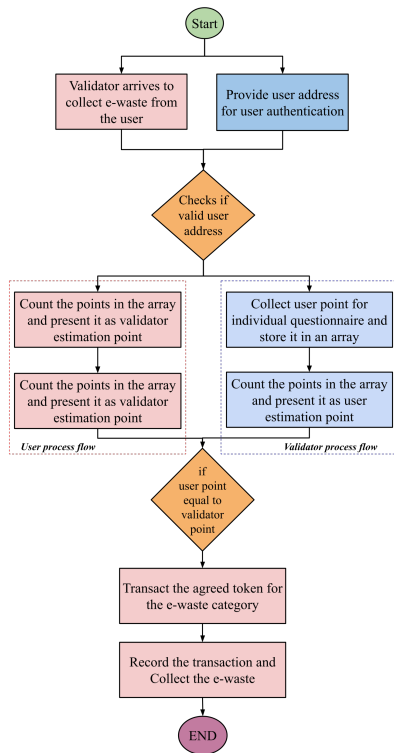 Start
Validator arrives to
collect e-waste from
the user
Provide user address
for user authentication
Checks if
valid user
address
Count the points in the array
and present it as validator
estimation point
Collect user point for
individual questionnaire and
store it in an array
Count the points in the array
and present it as validator
estimation point
Count the points in the array
and present it as user
estimation point
User process flow
Validator process flow
if
user point
equal to
validator
point
Transact the agreed token for
the e-waste category
Record the transaction and
Collect the e-waste
END